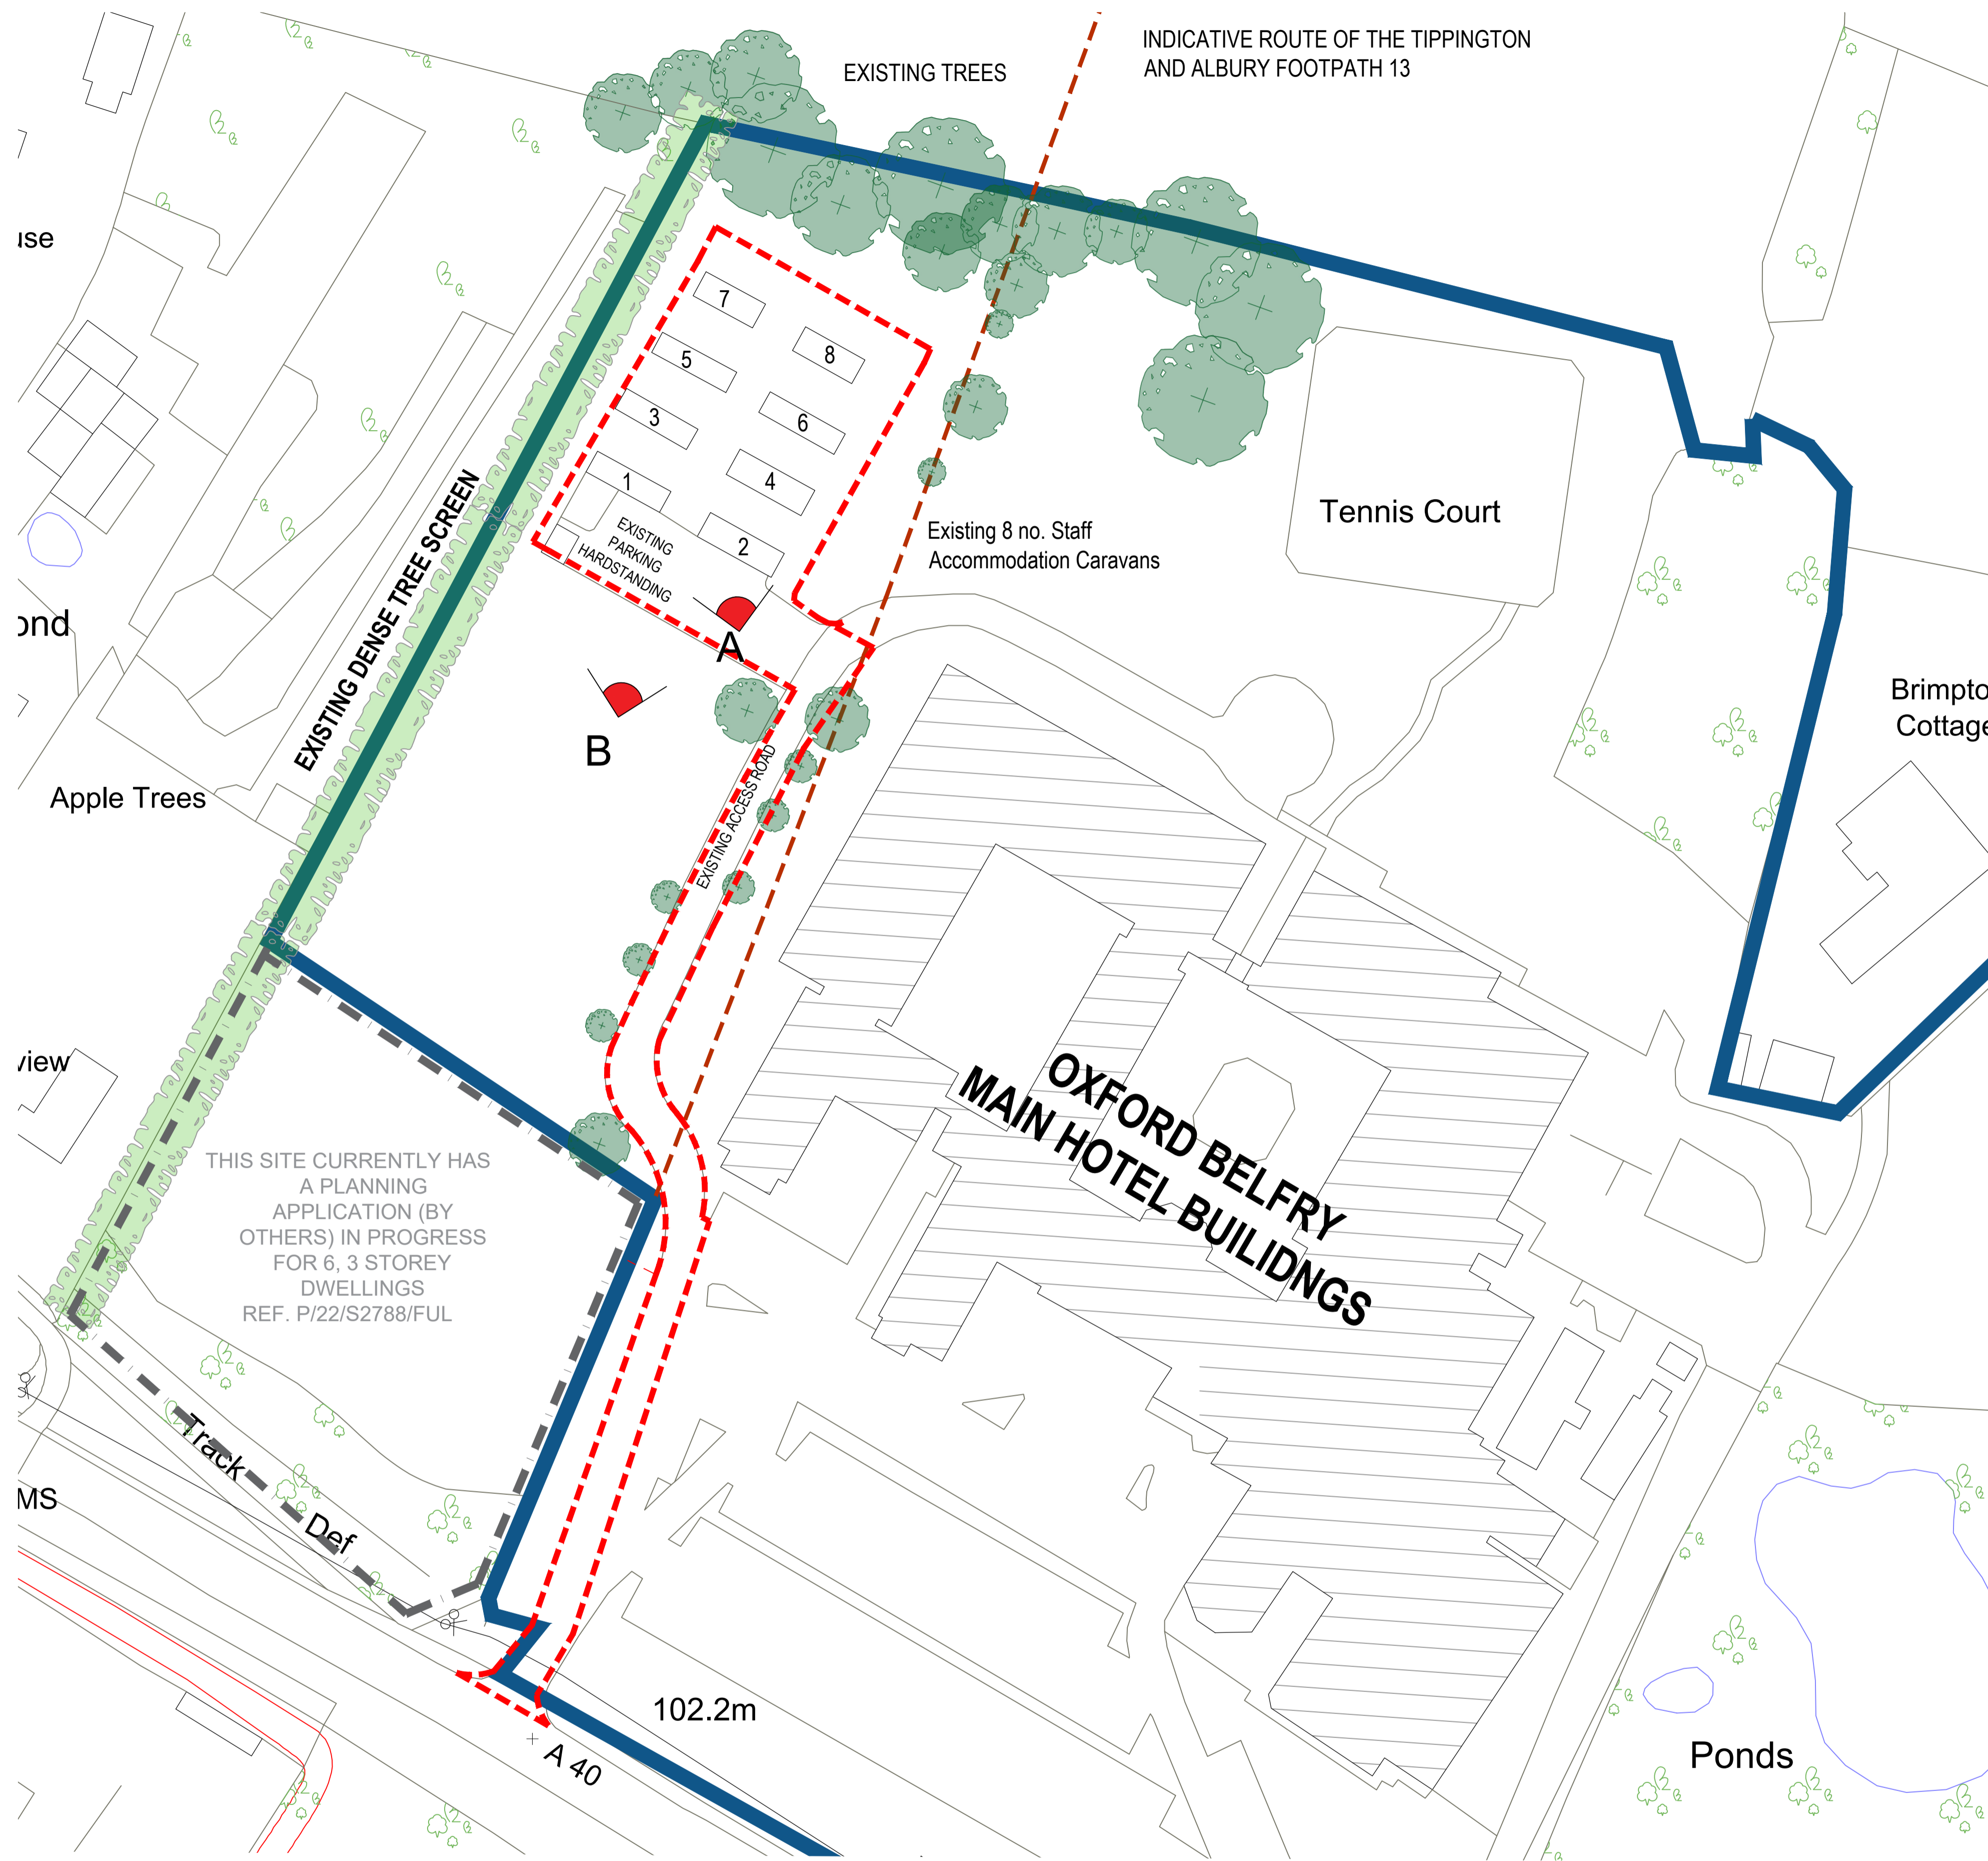 INDICATIVE ROUTE OF THE TIPPINGTON
AND ALBURY FOOTPATH 13
EXISTING TREES
use
7
8
5
6
3
4
1
2
EXISTING
PARKING
HARDSTANDING
EXISTING DENSE TREE SCREEN
Existing 8 no. Staff
Accommodation Caravans
Tennis Court
ond
A
B
Brimpto
Cottage
Apple Trees
EXISTING ACCESS ROAD
view
OXFORD BELFRY
MAIN HOTEL BUILIDNGS
THIS SITE CURRENTLY HAS
A PLANNING
APPLICATION (BY
OTHERS) IN PROGRESS
FOR 6, 3 STOREY
DWELLINGS
REF. P/22/S2788/FUL
Track
Def
MS
102.2m
A 40
Ponds